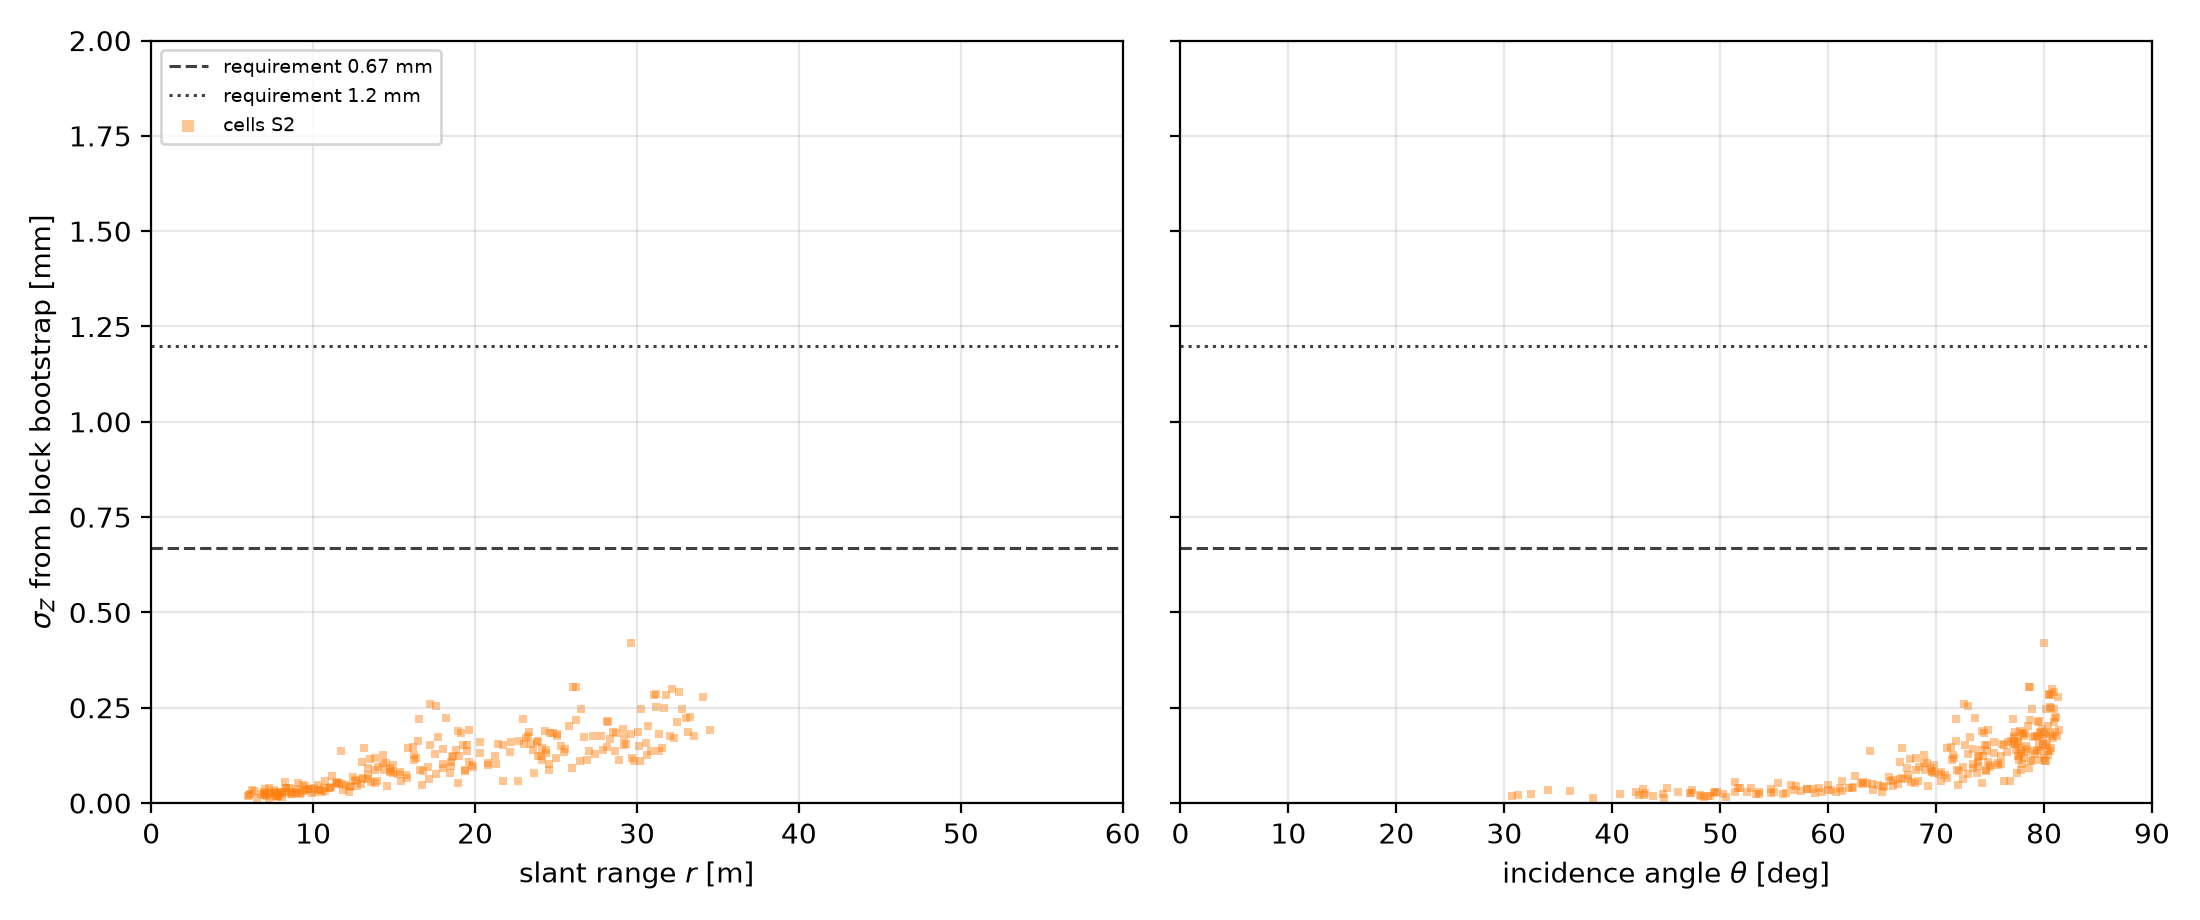 2.00
1.75
1.50
1.25
1.00
0.75
0.50
0.25
0.00
σZ from block bootstrap [mm]
requirement 0.67 mm
requirement 1.2 mm
cells S2
0 10 20 30 40 50 60
slant range r [m]
0 10 20 30 40 50 60 70 80 90
incidence angle θ [deg]